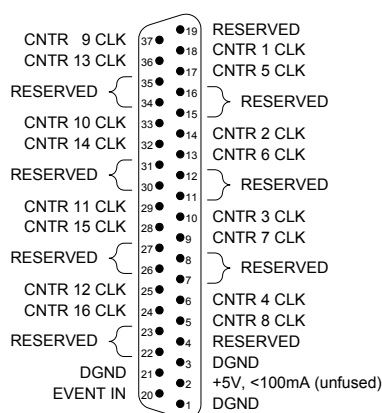 RESERVED
CNTR 9 CLK 37 19
CNTR 13 CLK 36 18 CNTR 1 CLK
35 17 CNTR 5 CLK
RESERVED 34 16 RESERVED
CNTR 10 CLK 33 15
CNTR 14 CLK 32 14 CNTR 2 CLK
31 13 CNTR 6 CLK
RESERVED 30 12 RESERVED
CNTR 11 CLK 29 11
CNTR 15 CLK 28 10 CNTR 3 CLK
27 9 CNTR 7 CLK
RESERVED 26 8 RESERVED
CNTR 12 CLK 25 7
CNTR 16 CLK 24 6 CNTR 4 CLK
23 5 CNTR 8 CLK
RESERVED 22 4 RESERVED
DGND 21 3 DGND
EVENT IN 20 2 +5V, <100mA (unfused)
1 DGND